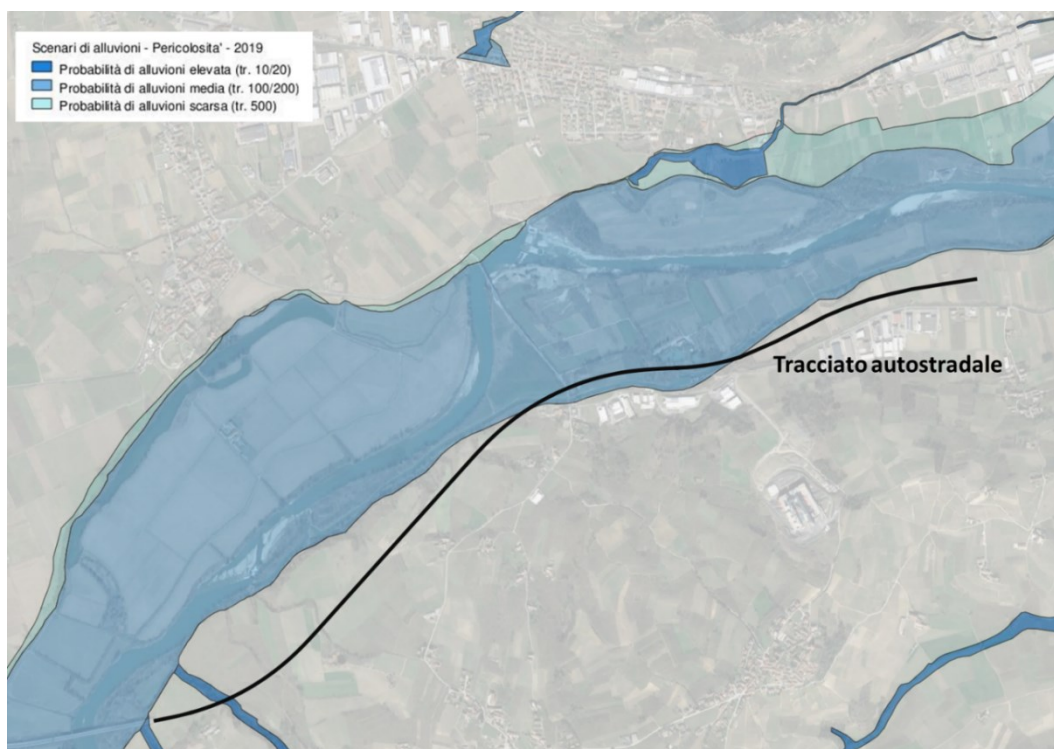 Scenari di alluvioni - Pericolosita' - 2019
Probabilità di alluvioni elevata (tr. 10/20)
Probabilità di alluvioni media (tr. 100/200)
Probabilità di alluvioni scarsa (tr. 500)
Tracciato autostradale